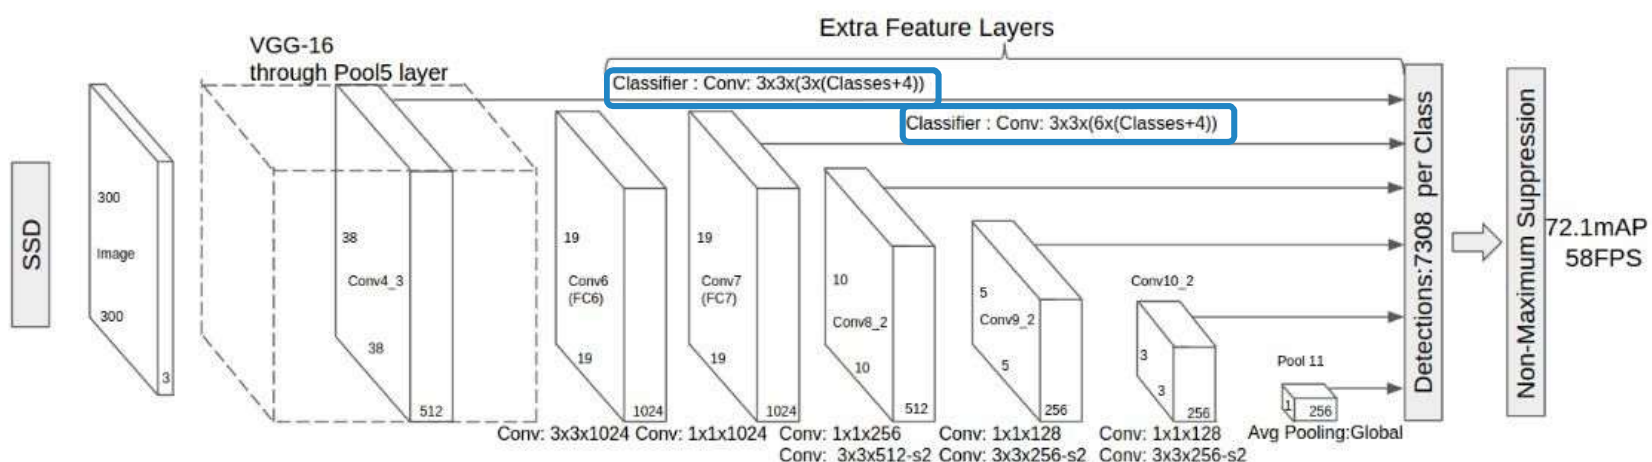 Extra Feature Layers
VGG-16
through Pool5 layer
Classifier : Conv: 3x3x(3x(Classes+4))
Classifier : Conv: 3x3x(6x(Classes+4))
SSD
300
Image
300
3
38
Conv4_3
38
512
19
Conv6
(FC6)
19
1024
19
Conv7
(FC7)
19
1024
10
Conv8_2
10
512
5
Conv9_2
5
256
Conv10_2
3
3
256
Pool 11
1
256
Detections:7308 per Class
Non-Maximum Suppression
72.1mAP
58FPS
Conv: 3x3x1024
Conv: 1x1x1024
Conv: 1x1x256
Conv: 3x3x512-s2
Conv: 1x1x128
Conv: 3x3x256-s2
Conv: 1x1x128
Conv: 3x3x256-s2
Avg Pooling:Global